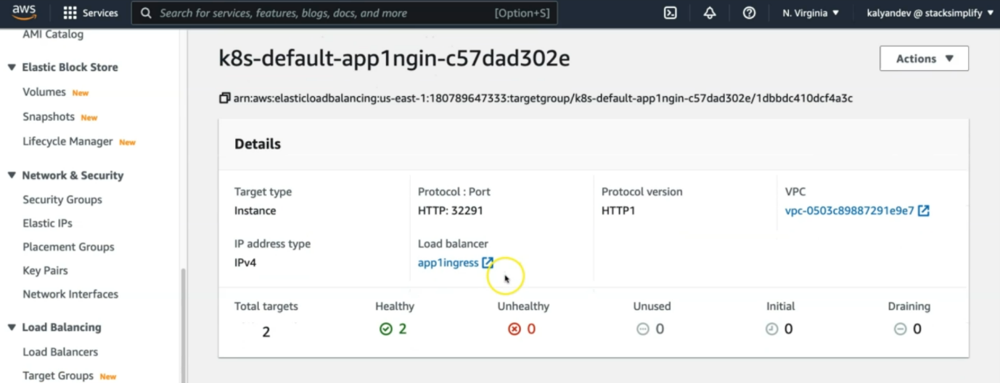 aws Services Search for services, features, blogs, docs, and more [Option+S] N. Virginia ▼ kalyandev @ stacksimplify ▼
AMI Catalog
Elastic Block Store
Volumes New
Snapshots New
Lifecycle Manager New
Network & Security
Security Groups
Elastic IPs
Placement Groups
Key Pairs
Network Interfaces
Load Balancing
Load Balancers
Target Groups New
k8s-default-app1ngin-c57dad302e
Actions ▼
arn:aws:elasticloadbalancing:us-east-1:180789647333:targetgroup/k8s-default-app1ngin-c57dad302e/1dbbdc410dcf4a3c
Details
Target type Protocol : Port Protocol version VPC
Instance HTTP: 32291 HTTP1 vpc-0503c89887291e9e7
IP address type Load balancer
IPv4 app1ingress
Total targets Healthy Unhealthy Unused Initial Draining
2 2 0 0 0 0